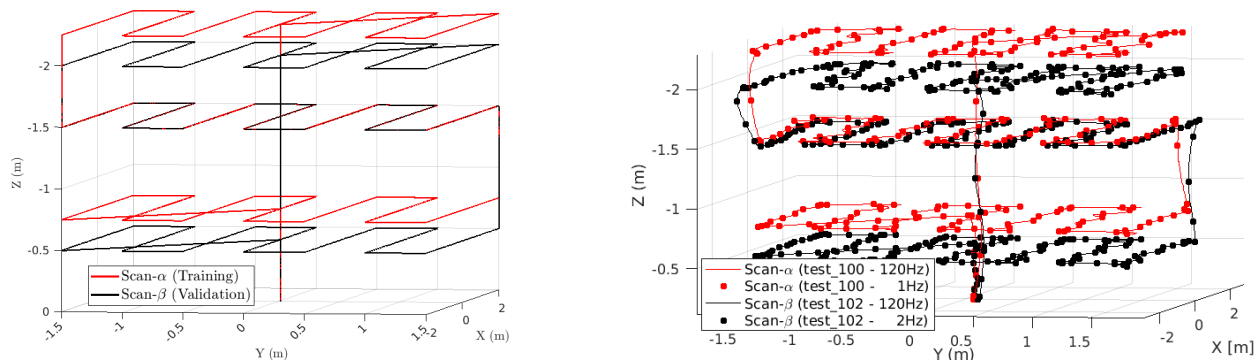 -2
-1.5
-1
-0.5
0
Z (m)
Scan-α (Training)
Scan-β (Validation)
-1.5
-1
-0.5
0
0.5
1
1.5
Y (m)
-2
0
2
X (m)
-2
-1.5
-1
-0.5
Z (m)
Scan-α (test_100 - 120Hz)
Scan-α (test_100 - 1Hz)
Scan-β (test_102 - 120Hz)
Scan-β (test_102 - 2Hz)
-1.5
-1
-0.5
0
0.5
1
1.5
Y (m)
-2
0
2
X [m)